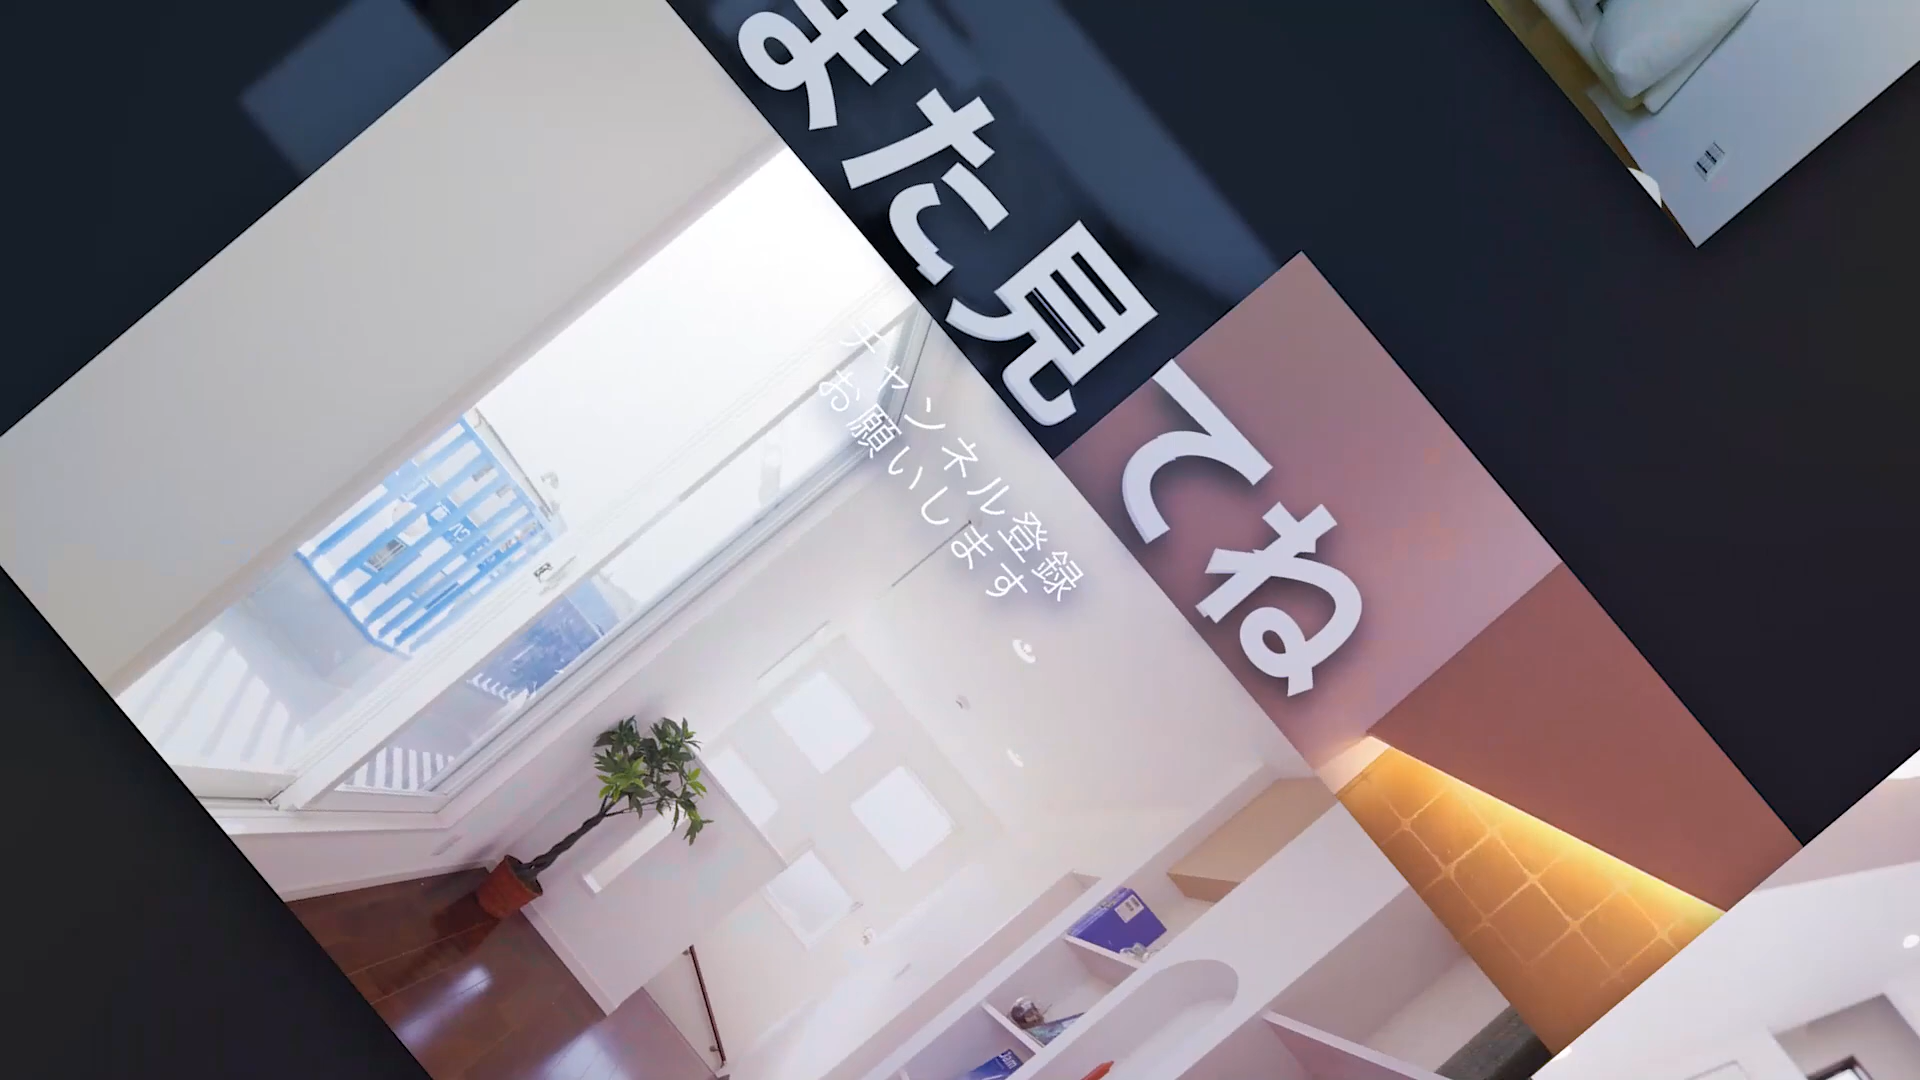 また見てね
チャンネル登録
お願いします